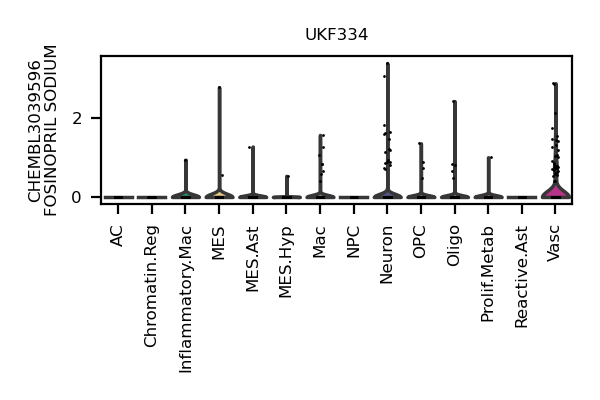 UKF334
CHEMBL3039596
FOSINOPRIL SODIUM
2
0
AC
Chromatin.Reg
Inflammatory.Mac
MES
MES.Ast
MES.Hyp
Mac
NPC
Neuron
OPC
Oligo
Prolif.Metab
Reactive.Ast
Vasc